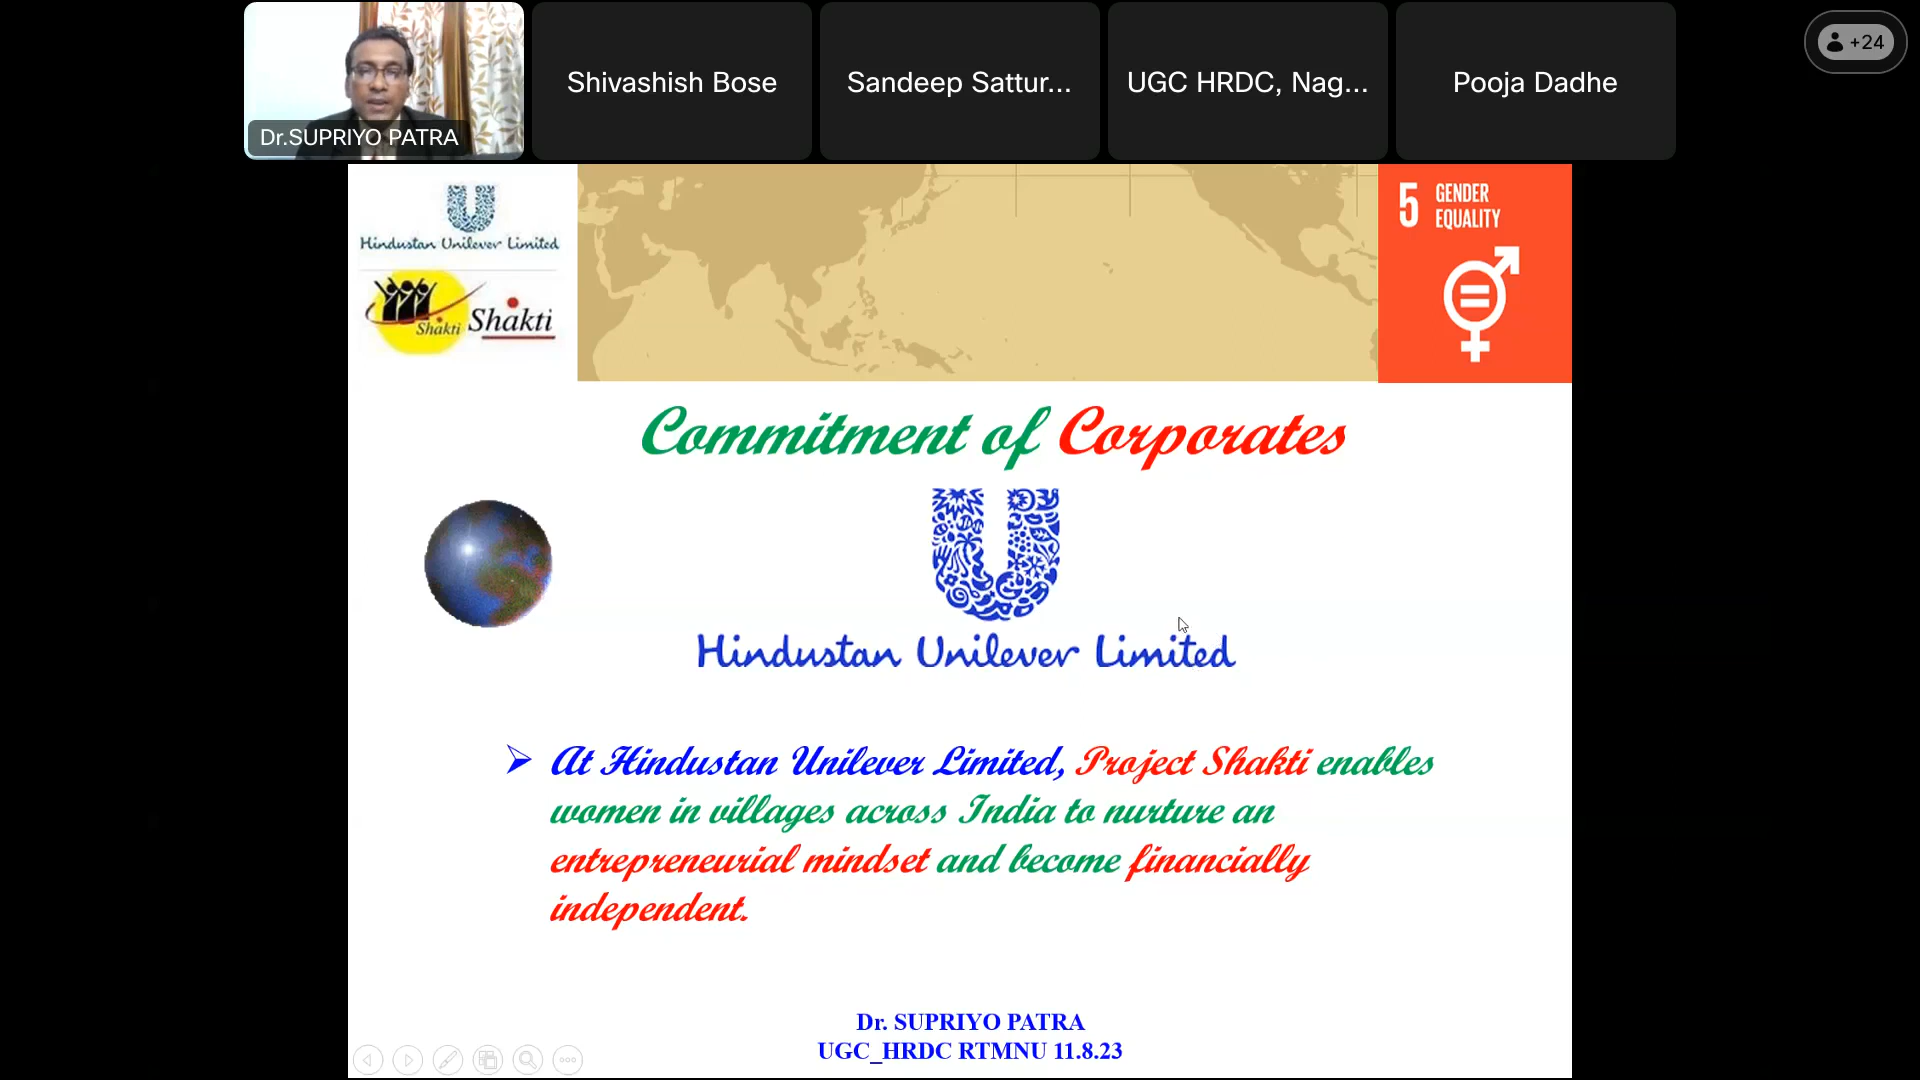 Dr.SUPRIYO PATRA
Shivashish Bose
Sandeep Sattur...
UGC HRDC, Nag...
Pooja Dadhe
+24
Hindustan Unilever Limited
Shakti
Shakti
5 GENDER
EQUALITY
Commitment of Corporates
Hindustan Unilever Limited
At Hindustan Unilever Limited, Project Shakti enables
women in villages across India to nurture an
entrepreneurial mindset and become financially
independent.
Dr. SUPRIYO PATRA
UGC_HRDC RTMNU 11.8.23